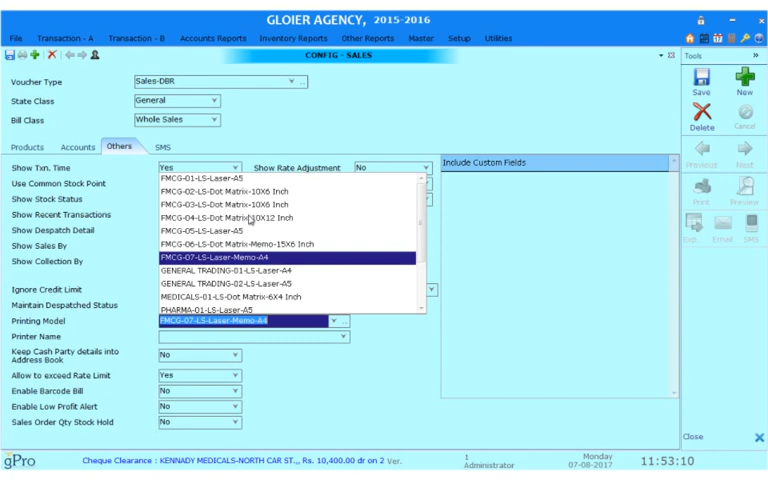 GLOIER AGENCY, 2015-2016
File Transaction - A Transaction - B Accounts Reports Inventory Reports Other Reports Master Setup Utilities
CONFIG - SALES
Tools
Voucher Type Sales-DBR
State Class General
Bill Class Whole Sales
Save New
Delete Cancel
Previous Next
Print Preview
Exp. Email SMS
Products Accounts Others SMS
Show Txn. Time Yes Show Rate Adjustment No
Use Common Stock Point
Show Stock Status
Show Recent Transactions
Show Despatch Detail
Show Sales By
Show Collection By
Ignore Credit Limit
Maintain Despatched Status
FMCG-01-LS-Laser-A5
FMCG-02-LS-Dot Matrix-10X6 Inch
FMCG-03-LS-Dot Matrix-10X6 Inch
FMCG-04-LS-Dot Matrix-10X12 Inch
FMCG-05-LS-Laser-A5
FMCG-06-LS-Dot Matrix-Memo-15X6 Inch
FMCG-07-LS-Laser-Memo-A4
GENERAL TRADING-01-LS-Laser-A4
GENERAL TRADING-02-LS-Laser-A5
MEDICALS-01-LS-Dot Matrix-6X4 Inch
PHARMA-01-LS-Laser-A5
Printing Model FMCG-07-LS-Laser-Memo-A4
Printer Name
Keep Cash Party details into
Address Book No
Allow to exceed Rate Limit Yes
Enable Barcode Bill No
Enable Low Profit Alert No
Sales Order Qty Stock Hold No
Include Custom Fields
Close
gPro Cheque Clearance : KENNADY MEDICALS-NORTH CAR ST.,, Rs. 10,400.00 dr on 2 Ver.
1
Administrator
Monday
07-08-2017
11:53:10